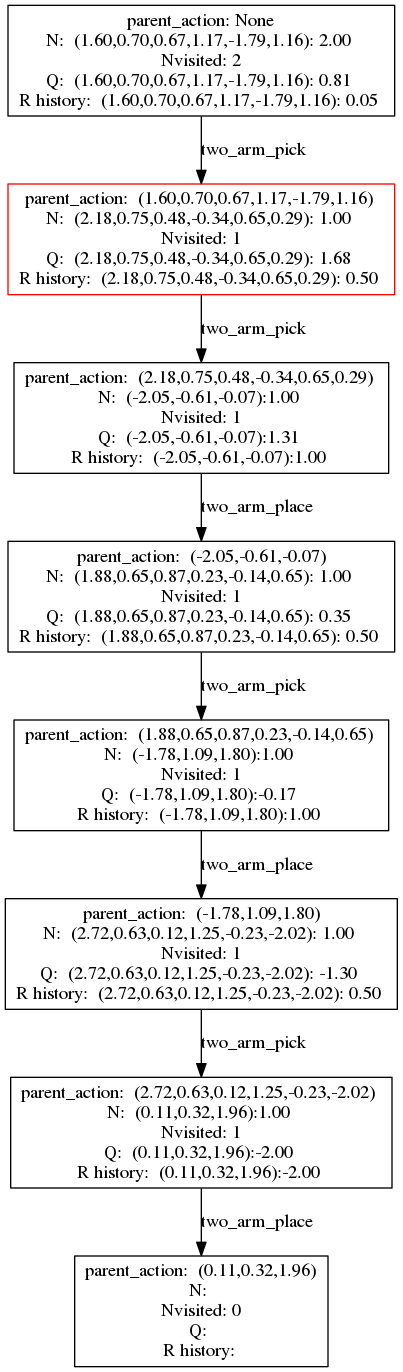 parent_action: None
N: (1.60,0.70,0.67,1.17,-1.79,1.16): 2.00
Nvisited: 2
Q: (1.60,0.70,0.67,1.17,-1.79,1.16): 0.81
R history: (1.60,0.70,0.67,1.17,-1.79,1.16): 0.05
two_arm_pick
parent_action: (1.60,0.70,0.67,1.17,-1.79,1.16)
N: (2.18,0.75,0.48,-0.34,0.65,0.29): 1.00
Nvisited: 1
Q: (2.18,0.75,0.48,-0.34,0.65,0.29): 1.68
R history: (2.18,0.75,0.48,-0.34,0.65,0.29): 0.50
two_arm_pick
parent_action: (2.18,0.75,0.48,-0.34,0.65,0.29)
N: (-2.05,-0.61,-0.07):1.00
Nvisited: 1
Q: (-2.05,-0.61,-0.07):1.31
R history: (-2.05,-0.61,-0.07):1.00
two_arm_place
parent_action: (-2.05,-0.61,-0.07)
N: (1.88,0.65,0.87,0.23,-0.14,0.65): 1.00
Nvisited: 1
Q: (1.88,0.65,0.87,0.23,-0.14,0.65): 0.35
R history: (1.88,0.65,0.87,0.23,-0.14,0.65): 0.50
two_arm_pick
parent_action: (1.88,0.65,0.87,0.23,-0.14,0.65)
N: (-1.78,1.09,1.80):1.00
Nvisited: 1
Q: (-1.78,1.09,1.80):-0.17
R history: (-1.78,1.09,1.80):1.00
two_arm_place
parent_action: (-1.78,1.09,1.80)
N: (2.72,0.63,0.12,1.25,-0.23,-2.02): 1.00
Nvisited: 1
Q: (2.72,0.63,0.12,1.25,-0.23,-2.02): -1.30
R history: (2.72,0.63,0.12,1.25,-0.23,-2.02): 0.50
two_arm_pick
parent_action: (2.72,0.63,0.12,1.25,-0.23,-2.02)
N: (0.11,0.32,1.96):1.00
Nvisited: 1
Q: (0.11,0.32,1.96):-2.00
R history: (0.11,0.32,1.96):-2.00
two_arm_place
parent_action: (0.11,0.32,1.96)
N:
Nvisited: 0
Q:
R history: